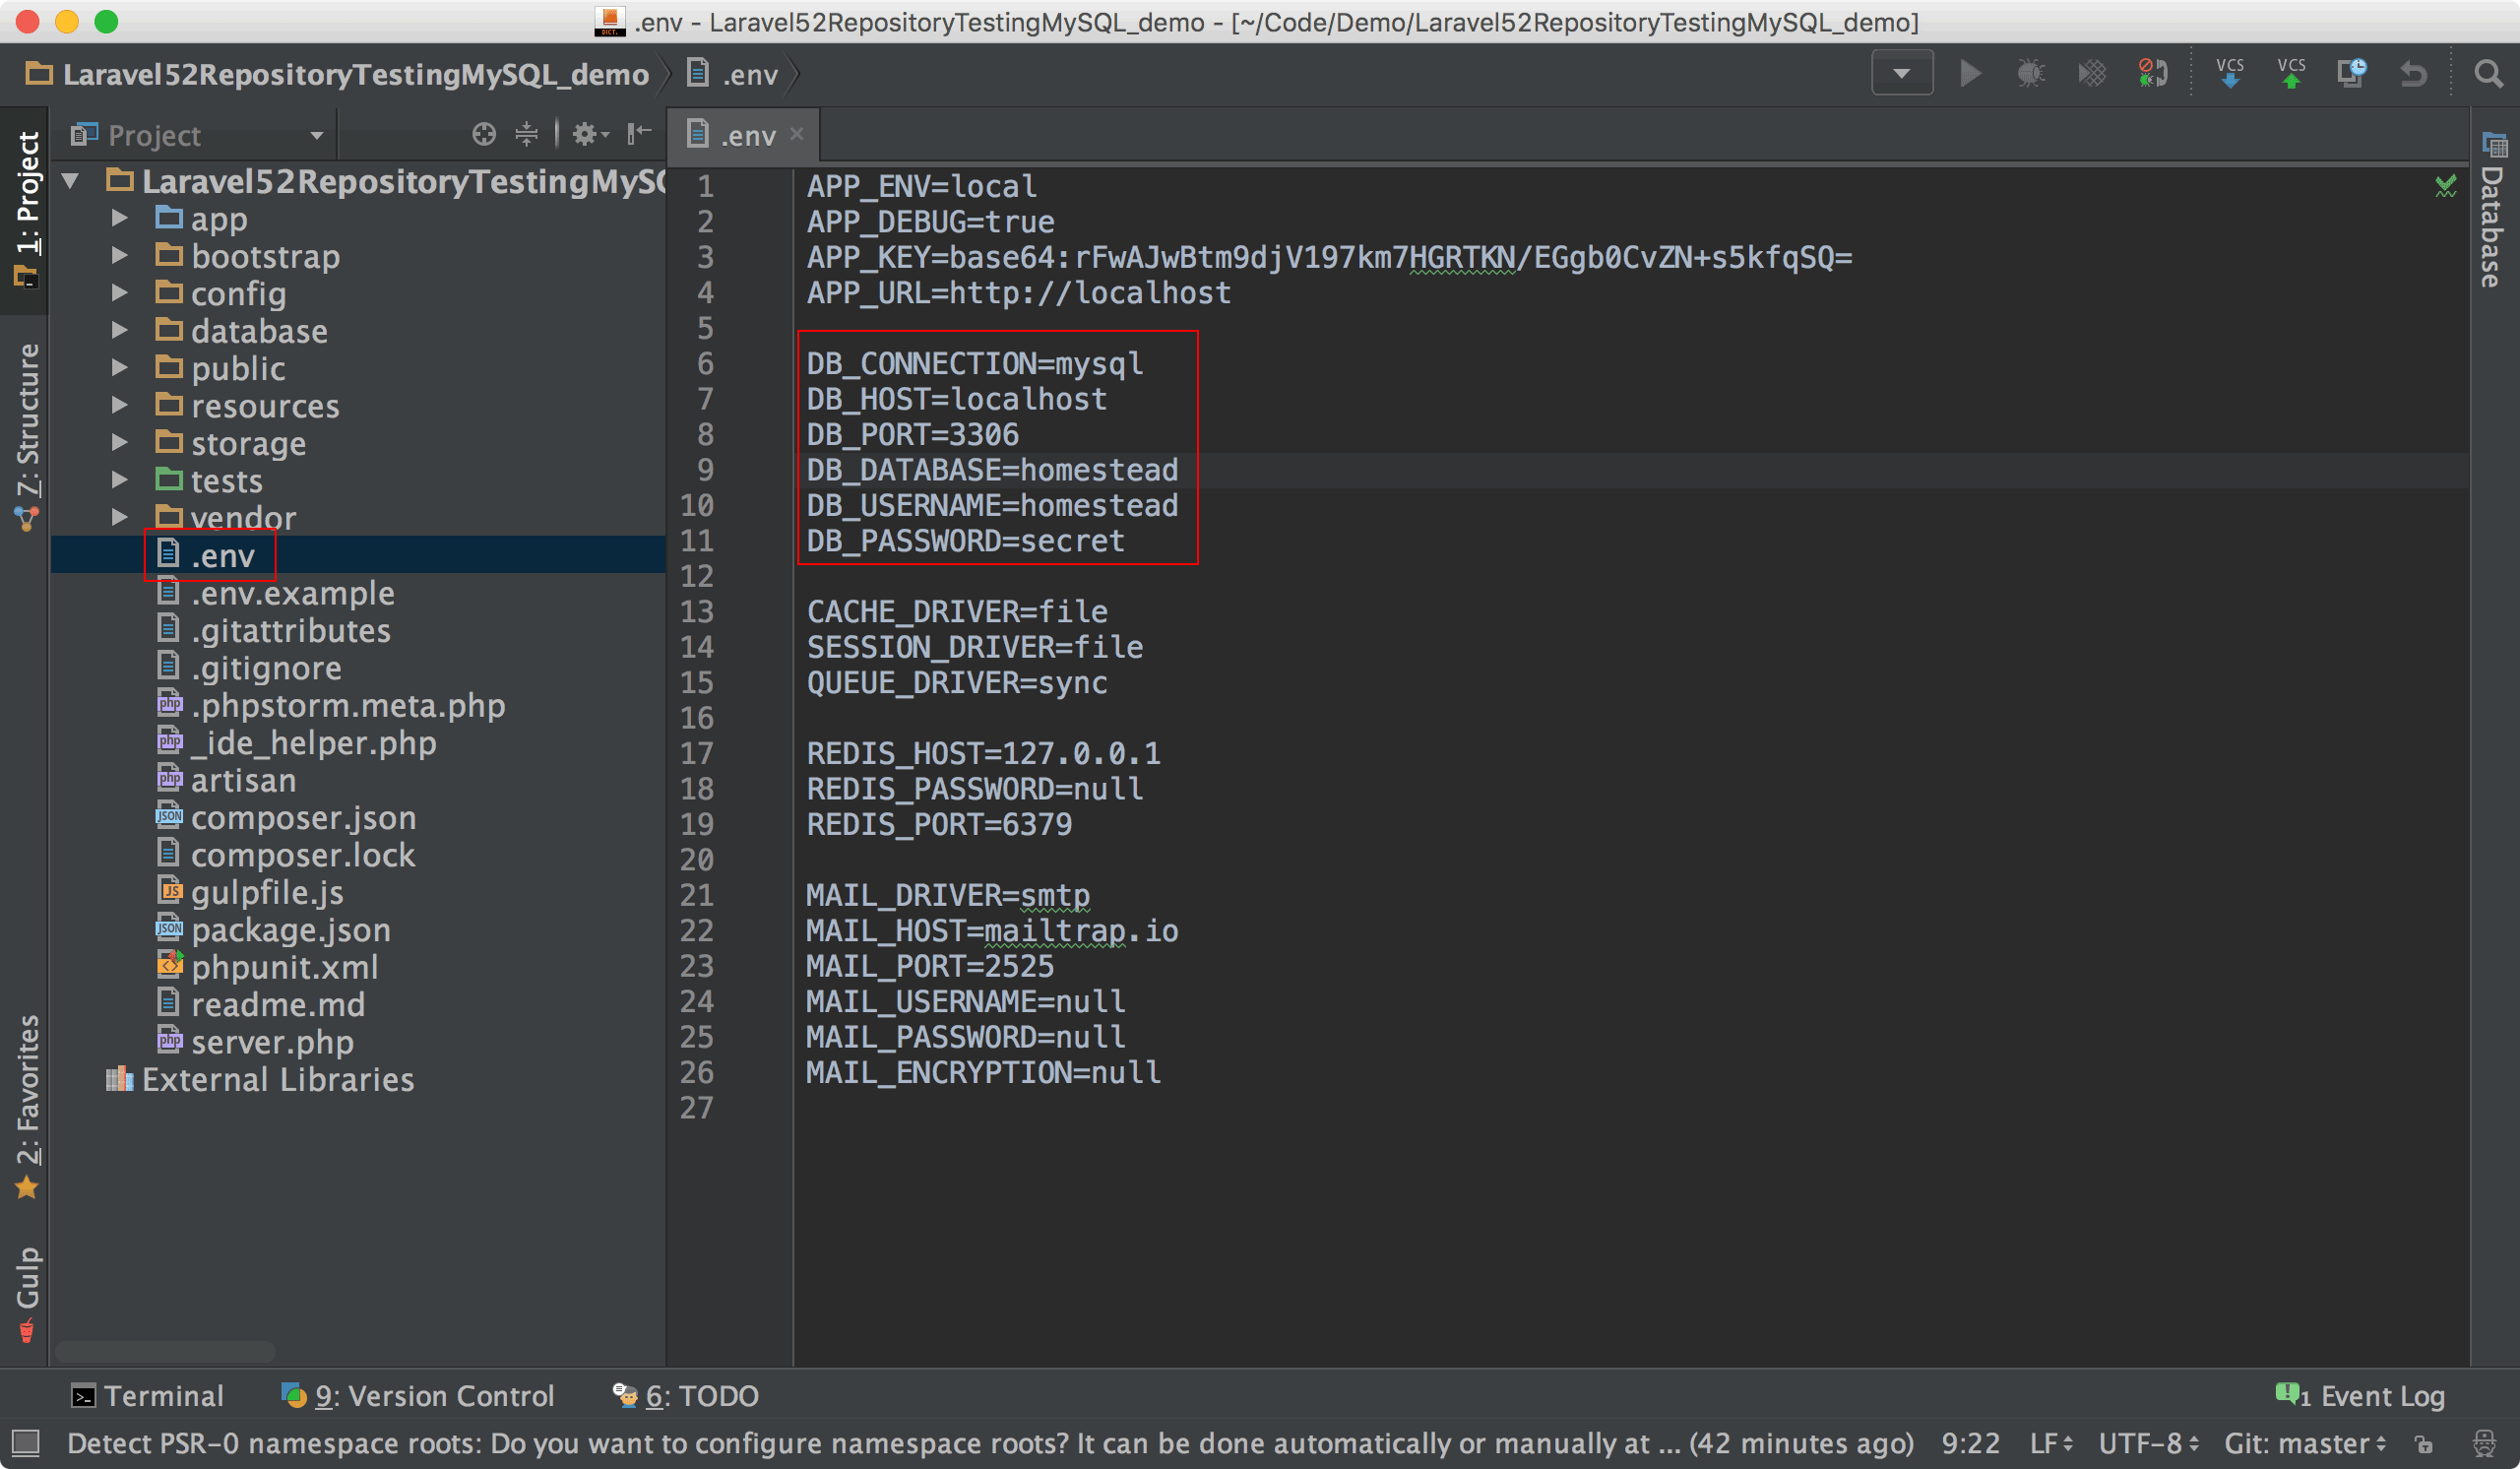 .env - Laravel52RepositoryTestingMySQL_demo - [~/Code/Demo/Laravel52RepositoryTestingMySQL_demo]
Laravel52RepositoryTestingMySQL_demo
.env
VCS
VCS
1: Project
7: Structure
2: Favorites
Gulp
Project
Laravel52RepositoryTestingMySQ
app
bootstrap
config
database
public
resources
storage
tests
vendor
.env
.env.example
.gitattributes
.gitignore
.phpstorm.meta.php
_ide_helper.php
artisan
composer.json
composer.lock
gulpfile.js
package.json
phpunit.xml
readme.md
server.php
External Libraries
.env
1 APP_ENV=local
2 APP_DEBUG=true
3 APP_KEY=base64:rFwAJwBtm9djV197km7HGRTKN/EGgb0CvZN+s5kfqSQ=
4 APP_URL=http://localhost
5
6 DB_CONNECTION=mysql
7 DB_HOST=localhost
8 DB_PORT=3306
9 DB_DATABASE=homestead
10 DB_USERNAME=homestead
11 DB_PASSWORD=secret
12
13 CACHE_DRIVER=file
14 SESSION_DRIVER=file
15 QUEUE_DRIVER=sync
16
17 REDIS_HOST=127.0.0.1
18 REDIS_PASSWORD=null
19 REDIS_PORT=6379
20
21 MAIL_DRIVER=smtp
22 MAIL_HOST=mailtrap.io
23 MAIL_PORT=2525
24 MAIL_USERNAME=null
25 MAIL_PASSWORD=null
26 MAIL_ENCRYPTION=null
27
Database
Terminal
9: Version Control
6: TODO
1 Event Log
Detect PSR-0 namespace roots: Do you want to configure namespace roots? It can be done automatically or manually at ... (42 minutes ago)
9:22
LF
UTF-8
Git: master